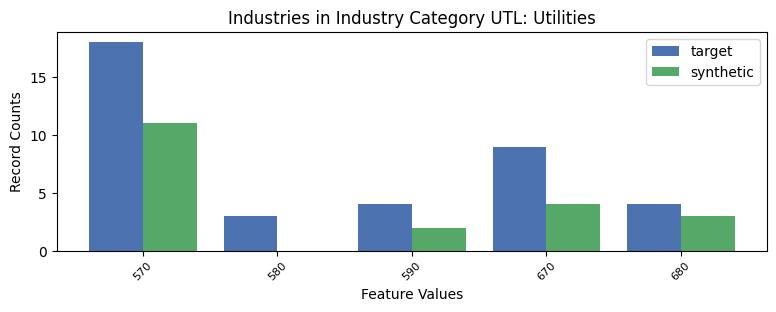 Industries in Industry Category UTL: Utilities
target
synthetic
Record Counts
15
10
5
0
570
580
590
670
680
Feature Values